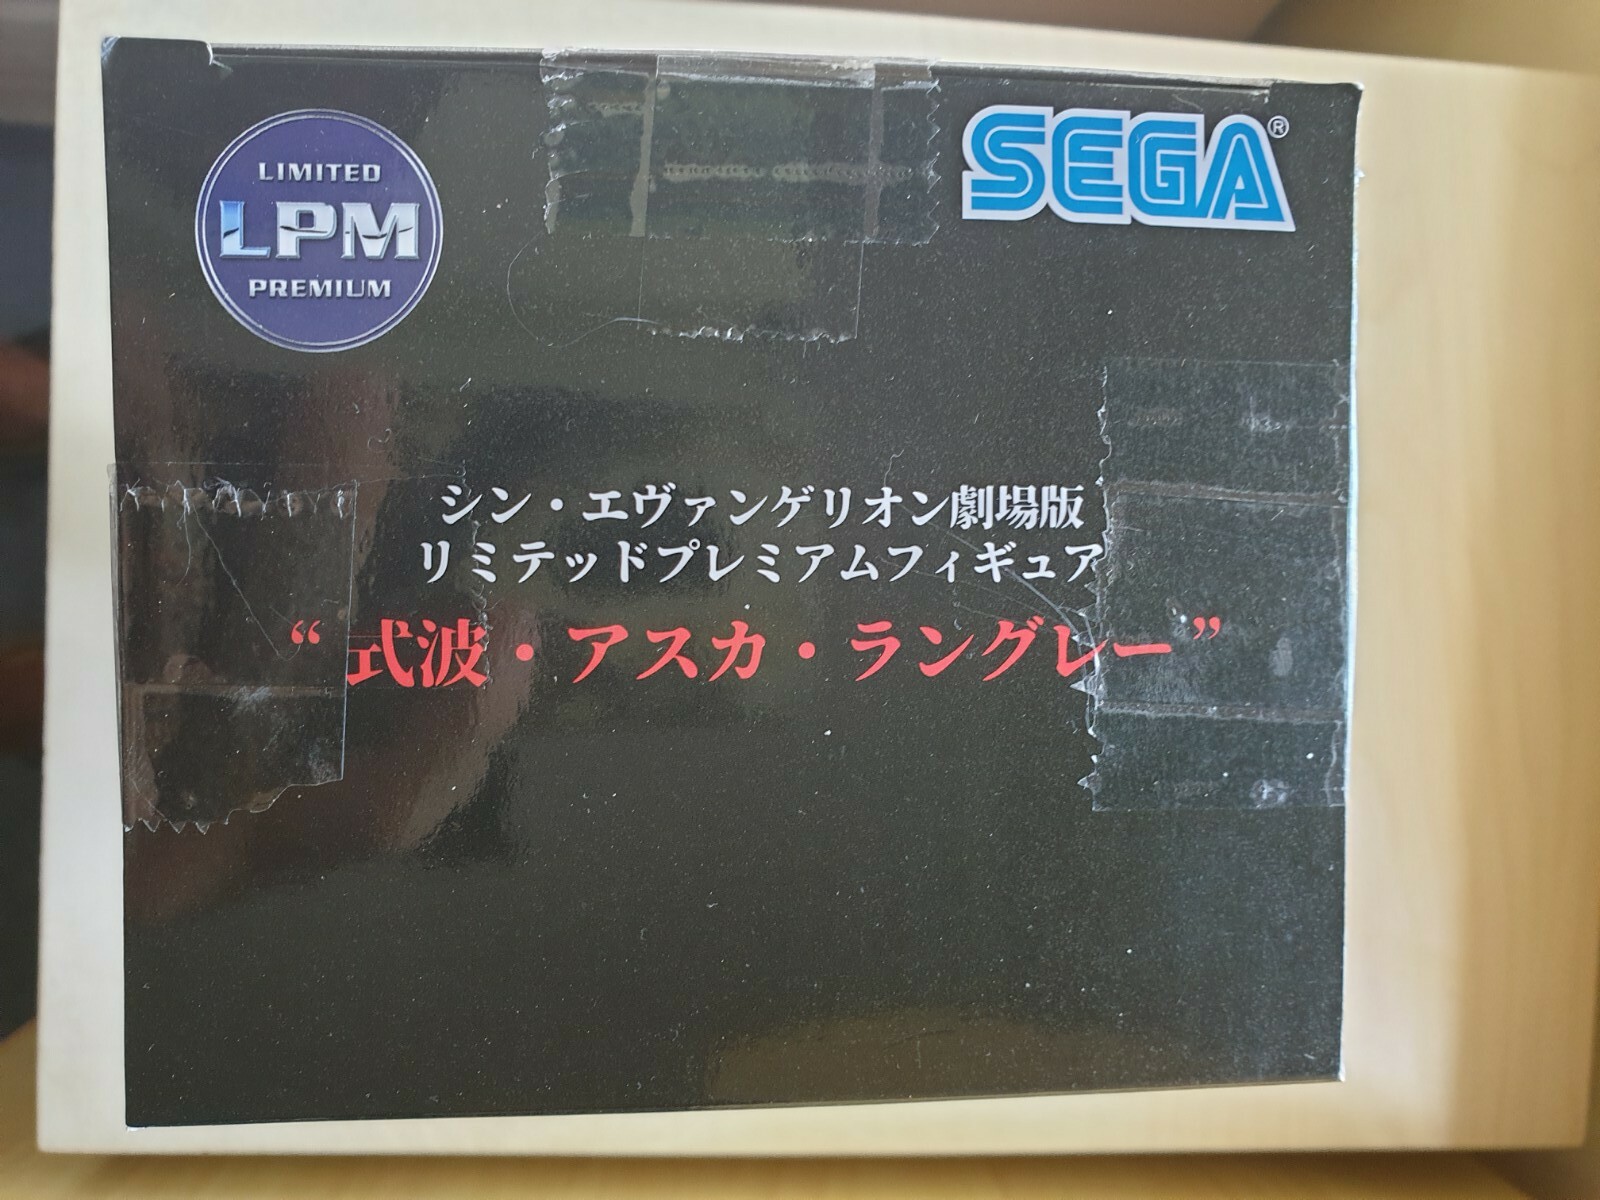 LIMITED
LPM
PREMIUM
SEGA®
シン・エヴァンゲリオン劇場版
リミテッドプレミアムフィギュア
“式波・アスカ・ラングレー”